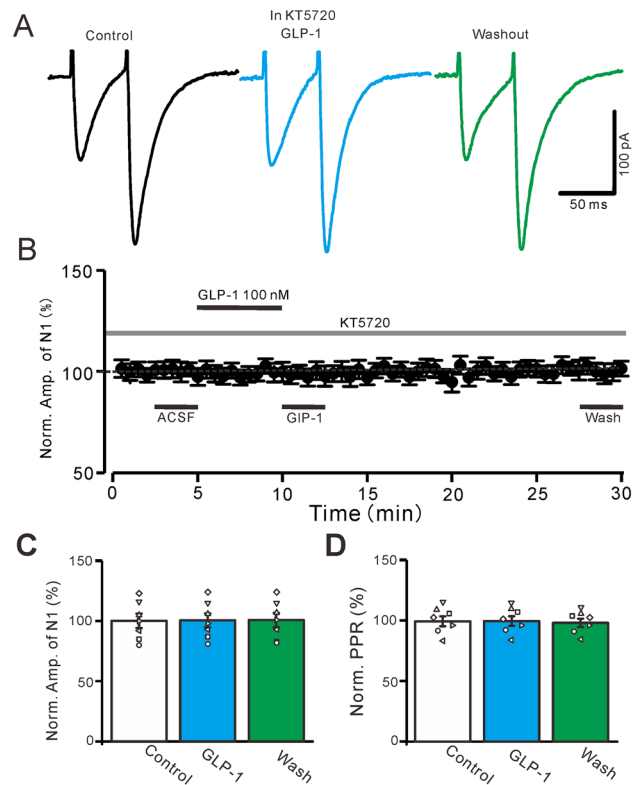 A
Control
In KT5720
GLP-1
Washout
100 pA
50 ms
B
Norm. Amp. of N1 (%)
150
100
50
GLP-1 100 nM
KT5720
ACSF
GIP-1
Wash
0
5
10
15
20
25
30
Time (min)
C
Norm. Amp. of N1 (%)
150
100
50
0
Control
GLP-1
Wash
D
Norm. PPR (%)
150
100
50
0
Control
GLP-1
Wash